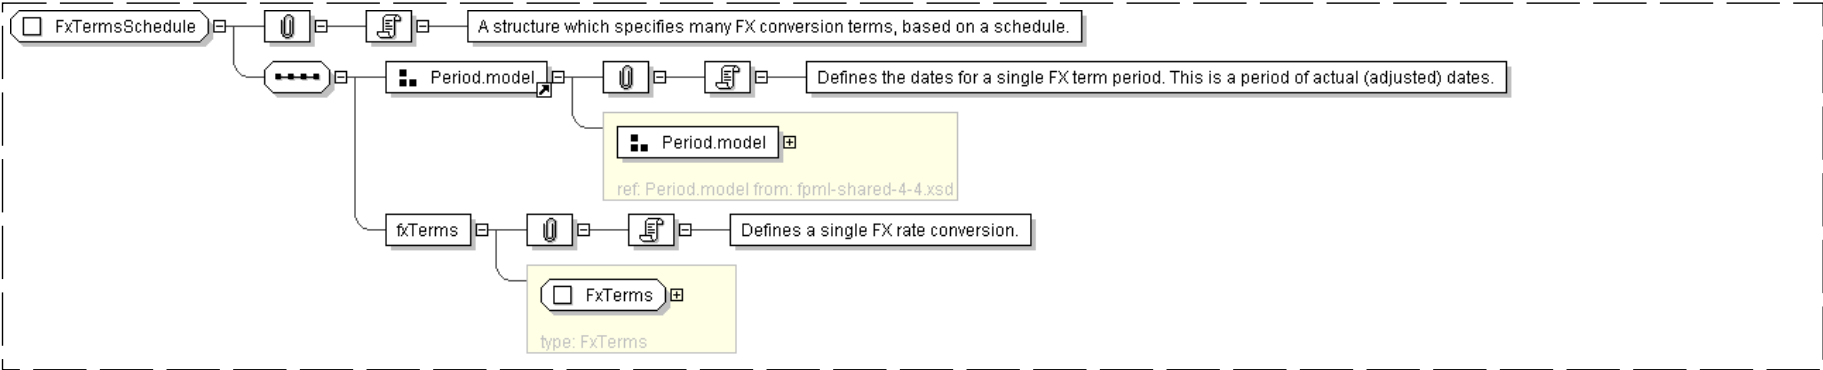 FxTermsSchedule
A structure which specifies many FX conversion terms, based on a schedule.
Period.model
Defines the dates for a single FX term period. This is a period of actual (adjusted) dates.
Period.model
ref: Period.model from: fpml-shared-4-4.xsd
fxTerms
Defines a single FX rate conversion.
FxTerms
type: FxTerms